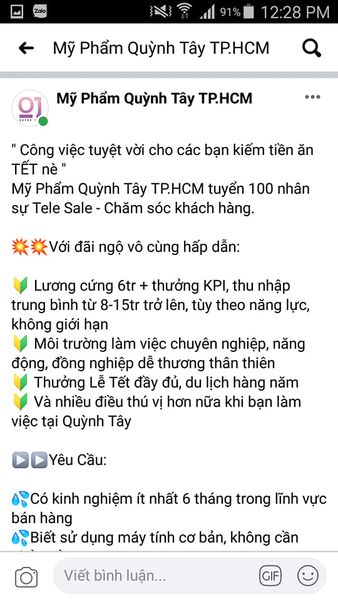 Zalo
91% 12:28 PM
Mỹ Phẩm Quỳnh Tây TP.HCM
Mỹ Phẩm Quỳnh Tây TP.HCM
" Công việc tuyệt vời cho các bạn kiếm tiền ăn
TẾT nè "
Mỹ Phẩm Quỳnh Tây TP.HCM tuyển 100 nhân
sự Tele Sale - Chăm sóc khách hàng.
💥💥Với đãi ngộ vô cùng hấp dẫn:
🔰 Lương cứng 6tr + thưởng KPI, thu nhập
trung bình từ 8-15tr trở lên, tùy theo năng lực,
không giới hạn
🔰 Môi trường làm việc chuyên nghiệp, năng
động, đồng nghiệp dễ thương thân thiên
🔰 Thưởng Lễ Tết đầy đủ, du lịch hàng năm
🔰 Và nhiều điều thú vị hơn nữa khi bạn làm
việc tại Quỳnh Tây
▶️▶️Yêu Cầu:
💦Có kinh nghiệm ít nhất 6 tháng trong lĩnh vực
bán hàng
💦Biết sử dụng máy tính cơ bản, không cần
Viết bình luận...
GIF